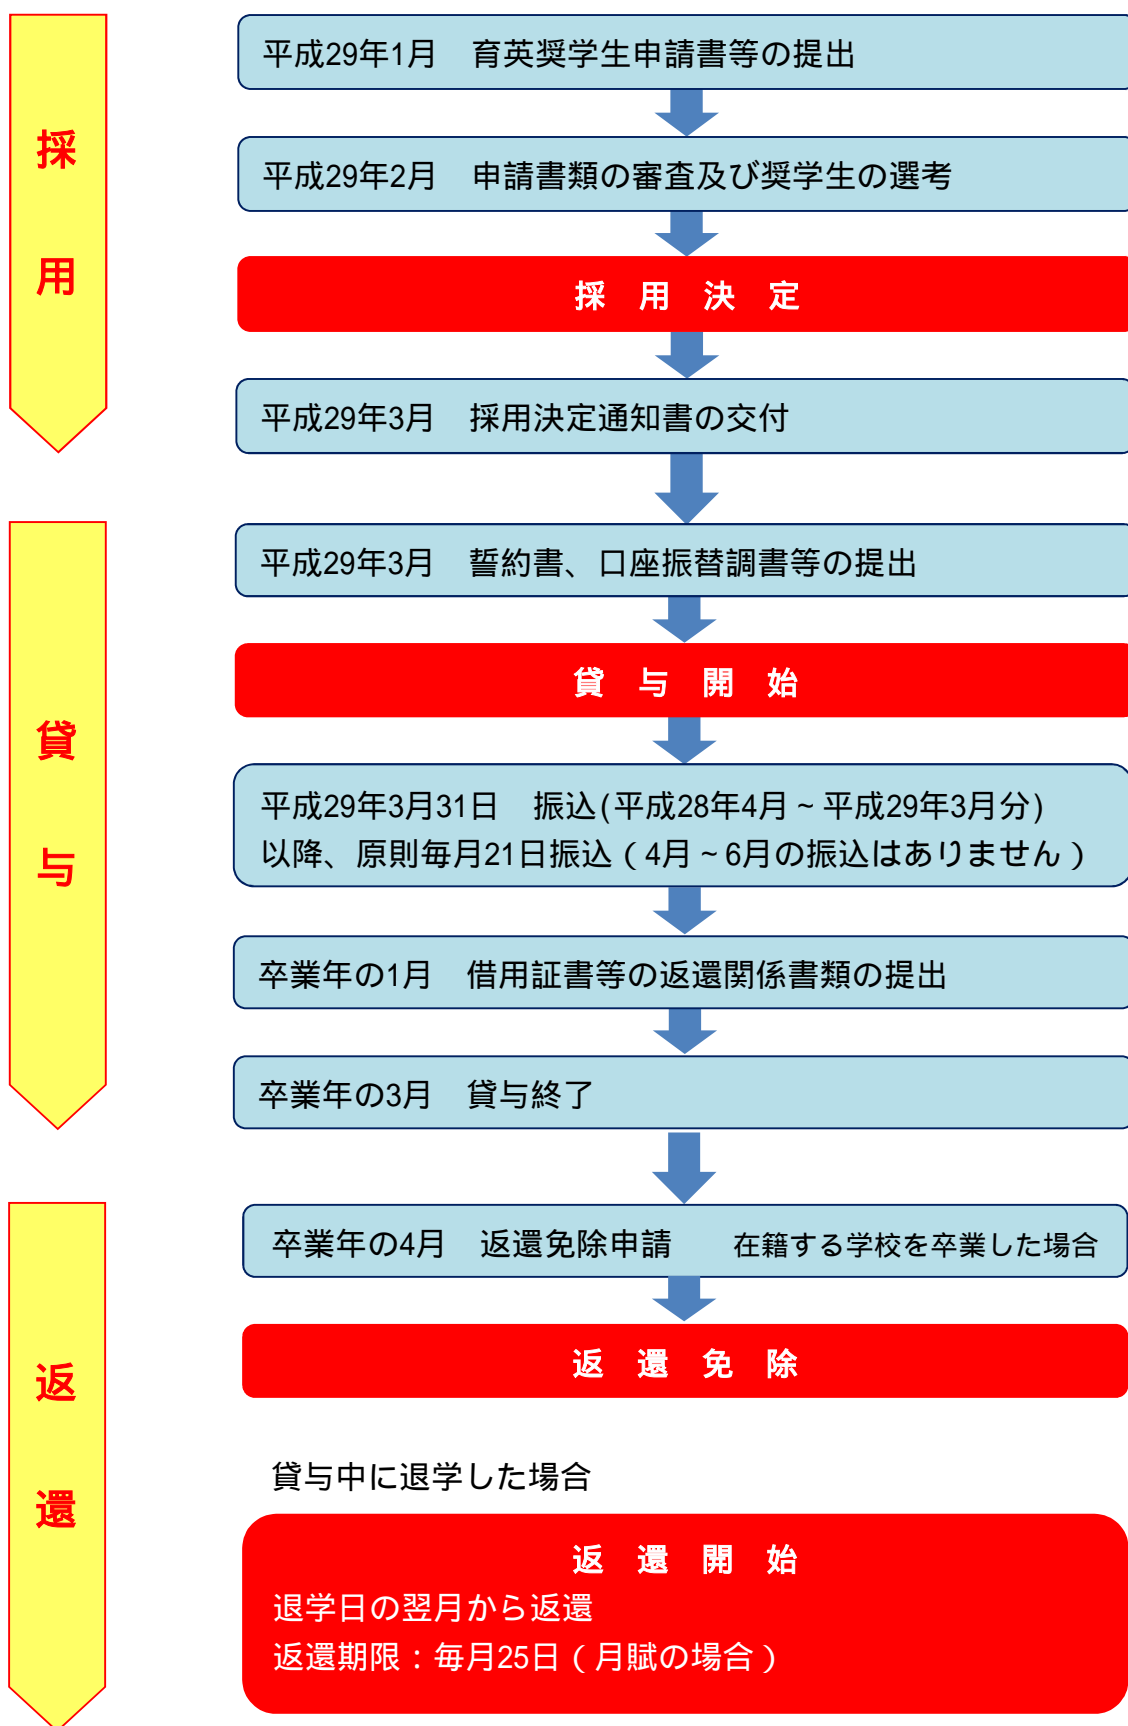 採用
平成29年1月　育英奨学生申請書等の提出
平成29年2月　申請書類の審査及び奨学生の選考
採　用　決　定
平成29年3月　採用決定通知書の交付
貸与
平成29年3月　誓約書、口座振替調書等の提出
貸　与　開　始
平成29年3月31日　振込(平成28年4月～平成29年3月分)
以降、原則毎月21日振込（4月～6月の振込はありません）
卒業年の1月　借用証書等の返還関係書類の提出
卒業年の3月　貸与終了
返還
卒業年の4月　返還免除申請　　在籍する学校を卒業した場合
返　還　免　除
貸与中に退学した場合
返　還　開　始
退学日の翌月から返還
返還期限：毎月25日（月賦の場合）